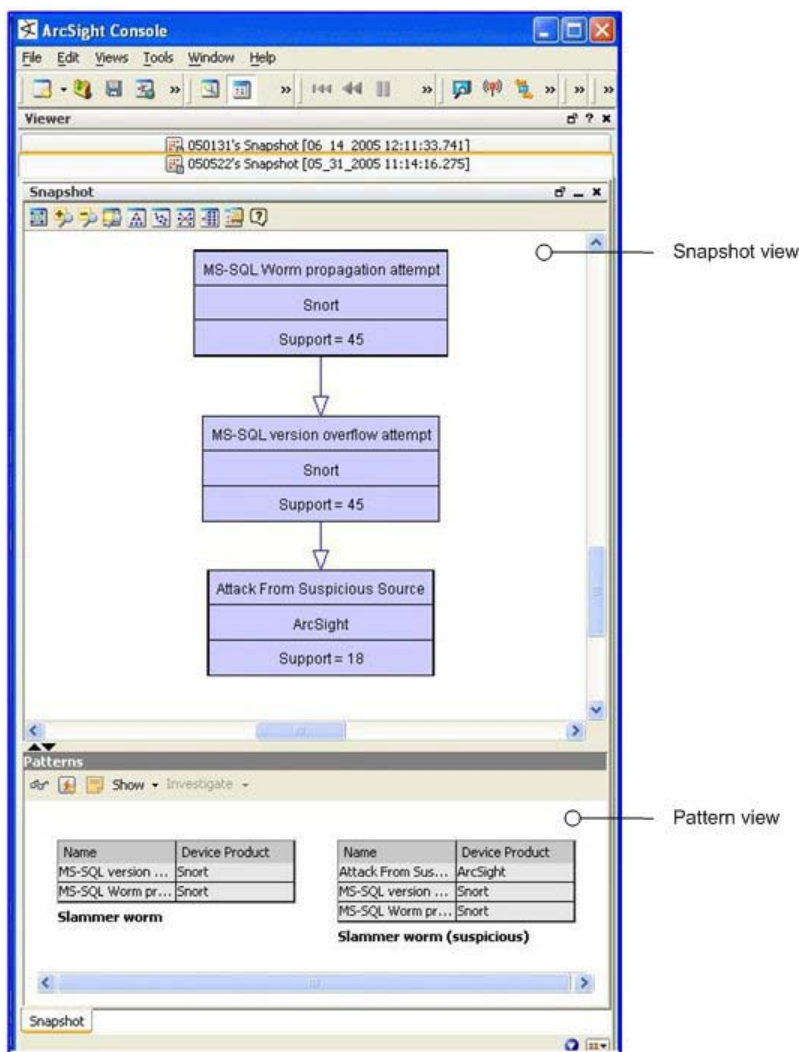 ArcSight Console
File Edit Views Tools Window Help
Viewer
050131's Snapshot [06_14_2005 12:11:33.741]
050522's Snapshot [05_31_2005 11:14:16.275]
Snapshot
MS-SQL Worm propagation attempt
Snort
Support = 45
Snapshot view
MS-SQL version overflow attempt
Snort
Support = 45
Attack From Suspicious Source
ArcSight
Support = 18
Patterns
Show Investigate
Pattern view
Name Device Product
MS-SQL version ... Snort
MS-SQL Worm pr... Snort
Slammer worm
Name Device Product
Attack From Sus... ArcSight
MS-SQL version ... Snort
MS-SQL Worm pr... Snort
Slammer worm (suspicious)
Snapshot